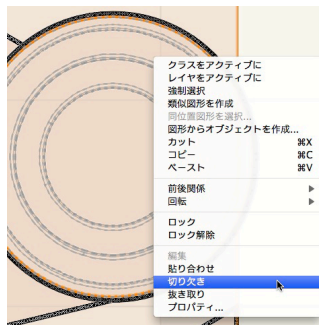 クラスをアクティブに
レイヤをアクティブに
強制選択
類似図形を作成
同位置図形を選択...
図形からオブジェクトを作成...
カット ⌘X
コピー ⌘C
ペースト ⌘V
前後関係 ▶
回転 ▶
ロック
ロック解除
編集
貼り合わせ
切り欠き
抜き取り
プロパティ...